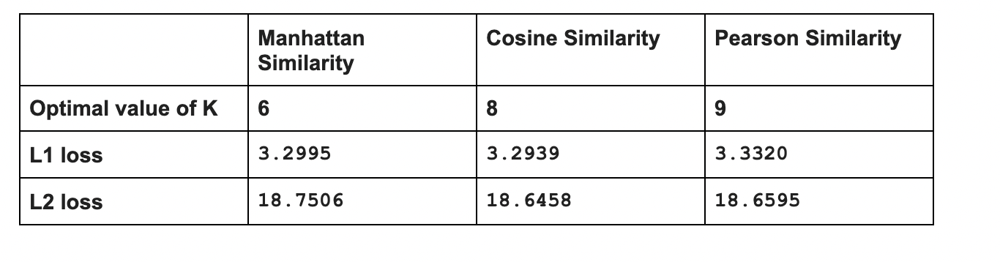 Manhattan Similarity Cosine Similarity Pearson Similarity
Optimal value of K 6 8 9
L1 loss 3.2995 3.2939 3.3320
L2 loss 18.7506 18.6458 18.6595